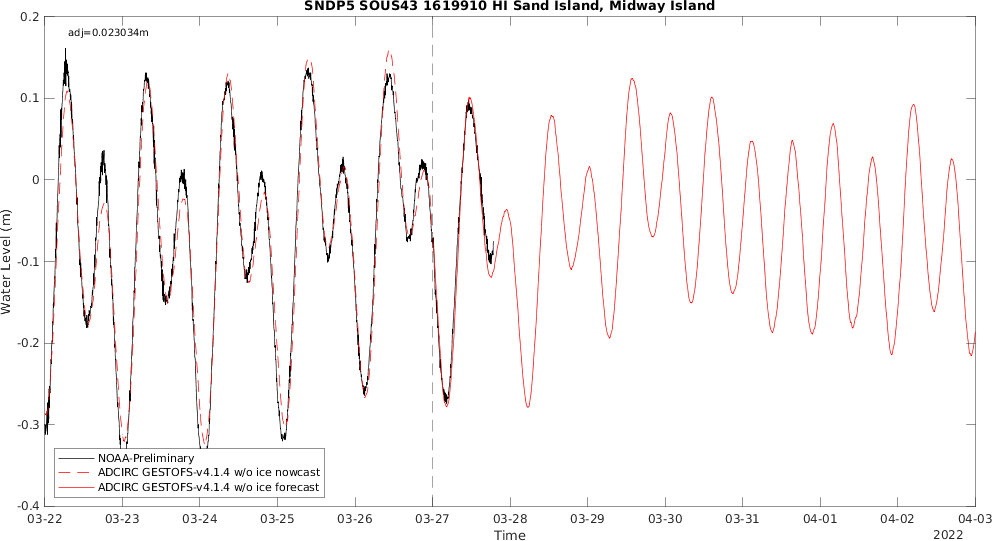 SNDP5 SOUS43 1619910 HI Sand Island, Midway Island
adj=0.023034m
0.2
0.1
0
-0.1
-0.2
-0.3
-0.4
Water Level (m)
NOAA-Preliminary
ADCIRC GESTOFS-v4.1.4 w/o ice nowcast
ADCIRC GESTOFS-v4.1.4 w/o ice forecast
03-22 03-23 03-24 03-25 03-26 03-27 03-28 03-29 03-30 03-31 04-01 04-02 04-03
Time
2022